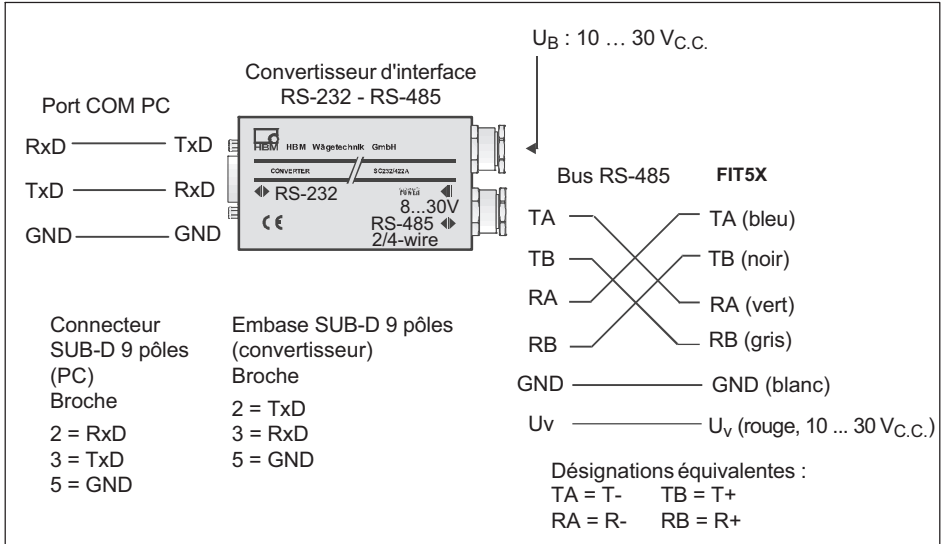 U_B : 10 … 30 V_C.C.
Convertisseur d'interface
RS-232 - RS-485
Port COM PC
RxD TxD
TxD RxD
GND GND
HBM HBM Wägetechnik GmbH
CONVERTER SC232/422A
RS-232
8...30V
RS-485
2/4-wire
CE
Bus RS-485 FIT5X
TA TA (bleu)
TB TB (noir)
RA RA (vert)
RB RB (gris)
GND GND (blanc)
Uv U_v (rouge, 10 ... 30 V_C.C.)
Connecteur
SUB-D 9 pôles
(PC)
Broche
2 = RxD
3 = TxD
5 = GND
Embase SUB-D 9 pôles
(convertisseur)
Broche
2 = TxD
3 = RxD
5 = GND
Désignations équivalentes :
TA = T- TB = T+
RA = R- RB = R+